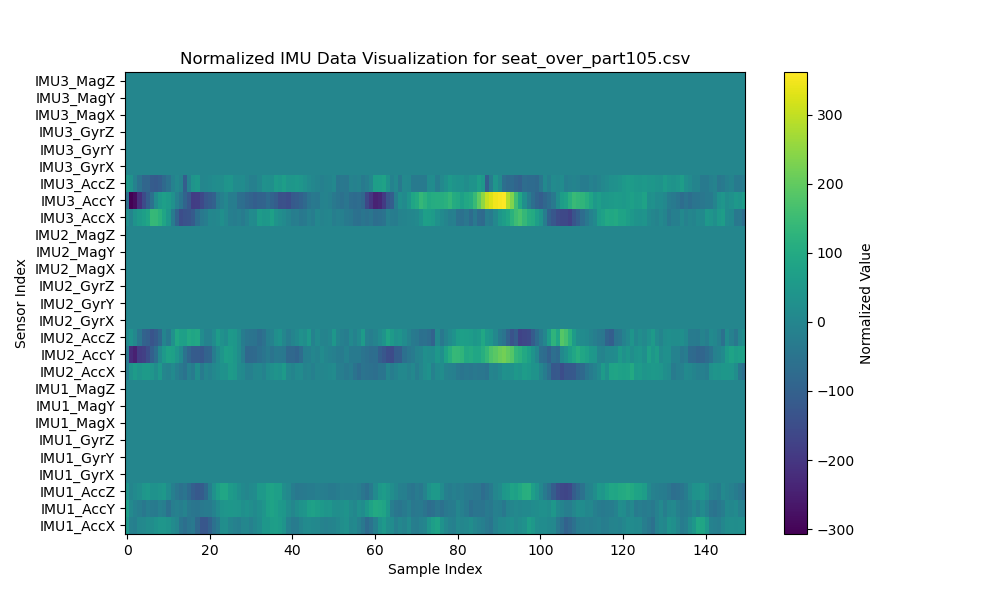 Normalized IMU Data Visualization for seat_over_part105.csv
IMU3_MagZ
IMU3_MagY
IMU3_MagX
IMU3_GyrZ
IMU3_GyrY
IMU3_GyrX
IMU3_AccZ
IMU3_AccY
IMU3_AccX
IMU2_MagZ
IMU2_MagY
IMU2_MagX
IMU2_GyrZ
IMU2_GyrY
IMU2_GyrX
IMU2_AccZ
IMU2_AccY
IMU2_AccX
IMU1_MagZ
IMU1_MagY
IMU1_MagX
IMU1_GyrZ
IMU1_GyrY
IMU1_GyrX
IMU1_AccZ
IMU1_AccY
IMU1_AccX
Sensor Index
0 20 40 60 80 100 120 140
Sample Index
300
200
100
0
−100
−200
−300
Normalized Value